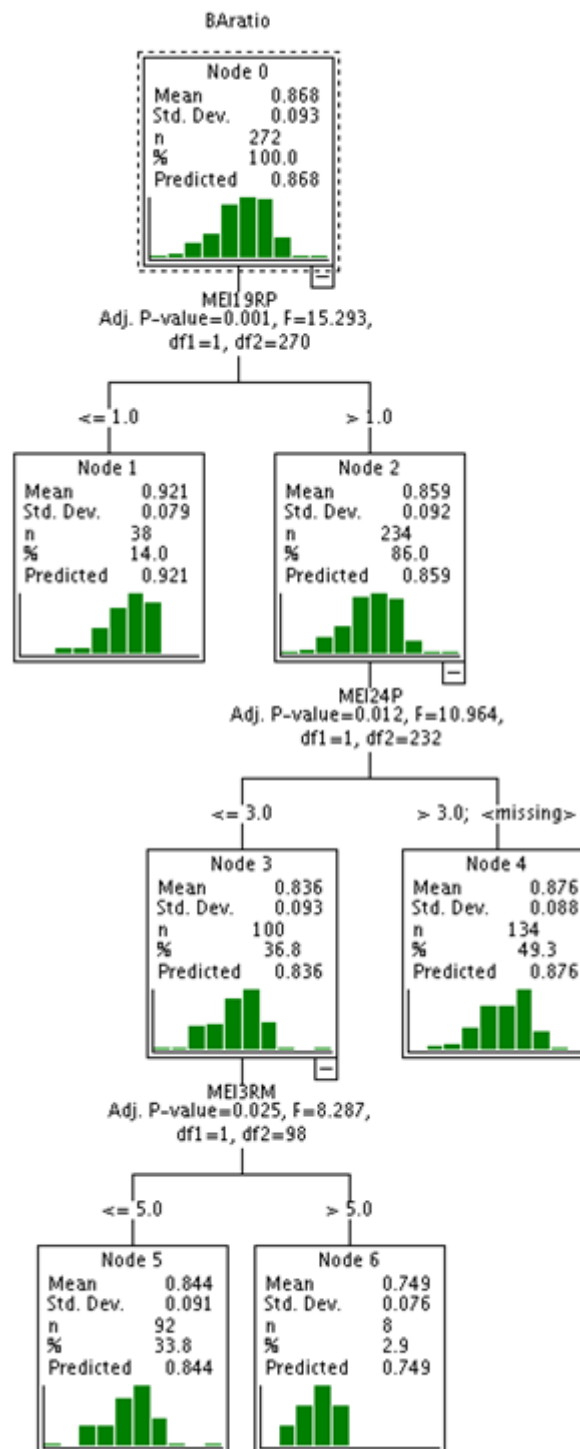 BAratio
Node 0
Mean 0.868
Std. Dev. 0.093
n 272
% 100.0
Predicted 0.868
MEI19RP
Adj. P-value=0.001, F=15.293,
df1=1, df2=270
<= 1.0
> 1.0
Node 1
Mean 0.921
Std. Dev. 0.079
n 38
% 14.0
Predicted 0.921
Node 2
Mean 0.859
Std. Dev. 0.092
n 234
% 86.0
Predicted 0.859
MEI24P
Adj. P-value=0.012, F=10.964,
df1=1, df2=232
<= 3.0
> 3.0; <missing>
Node 3
Mean 0.836
Std. Dev. 0.093
n 100
% 36.8
Predicted 0.836
Node 4
Mean 0.876
Std. Dev. 0.088
n 134
% 49.3
Predicted 0.876
MEI3RM
Adj. P-value=0.025, F=8.287,
df1=1, df2=98
<= 5.0
> 5.0
Node 5
Mean 0.844
Std. Dev. 0.091
n 92
% 33.8
Predicted 0.844
Node 6
Mean 0.749
Std. Dev. 0.076
n 8
% 2.9
Predicted 0.749